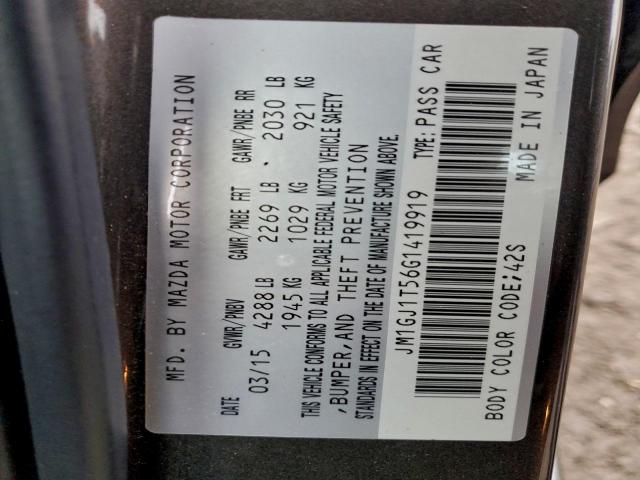 MFD. BY MAZDA MOTOR CORPORATION
DATE GVWR/PNBV GAWR/PNBE FRT GAWR/PNBE RR
03/15 4288 LB 2269 LB 2030 LB
1945 KG 1029 KG 921 KG
THIS VEHICLE CONFORMS TO ALL APPLICABLE FEDERAL MOTOR VEHICLE SAFETY
, BUMPER, AND THEFT PREVENTION
STANDARDS IN EFFECT ON THE DATE OF MANUFACTURE SHOWN ABOVE.
JM1GJ1T56G1419919 TYPE: PASS CAR
BODY COLOR CODE;42S MADE IN JAPAN